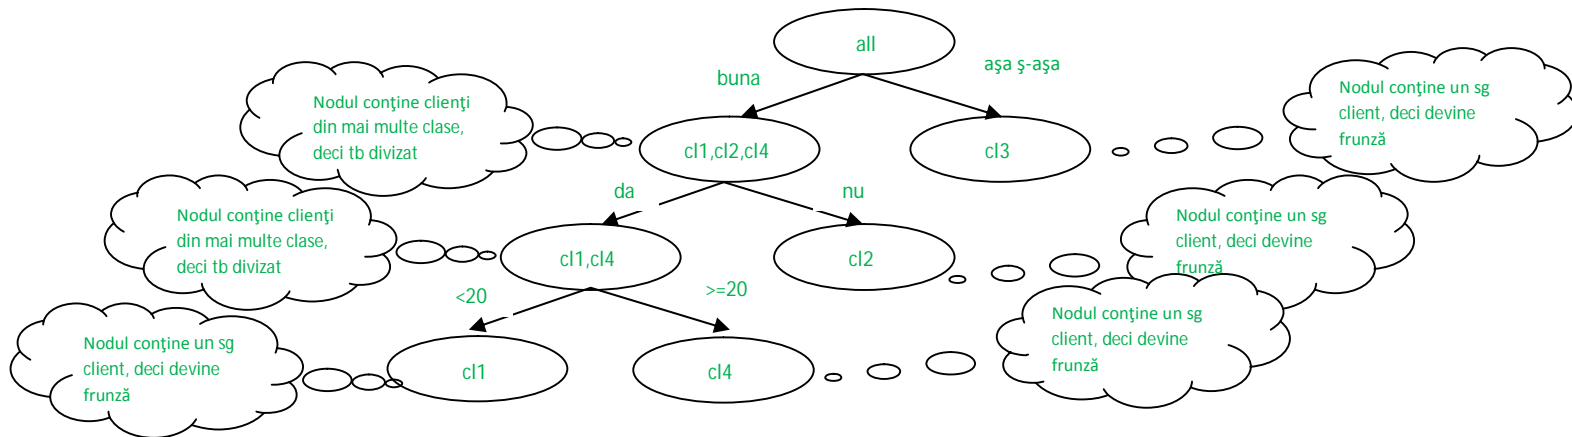 all
buna
aşa ş-aşa
Nodul conţine clienţi
din mai multe clase,
deci tb divizat
cl1,cl2,cl4
cl3
Nodul conţine un sg
client, deci devine
frunză
da
nu
Nodul conţine clienţi
din mai multe clase,
deci tb divizat
cl1,cl4
cl2
Nodul conţine un sg
client, deci devine
frunză
<20
>=20
Nodul conţine un sg
client, deci devine
frunză
cl1
cl4
Nodul conţine un sg
client, deci devine
frunză